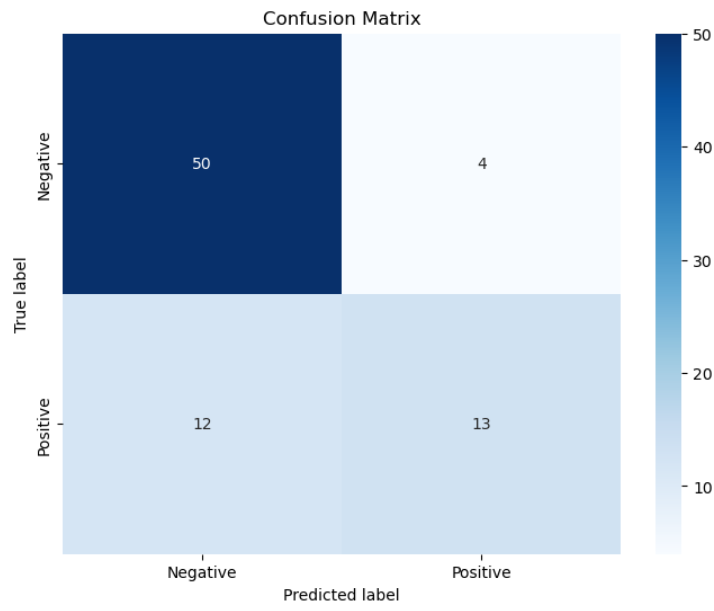 Confusion Matrix
50
40
30
20
10
Negative
Positive
True label
50
4
12
13
Negative
Positive
Predicted label